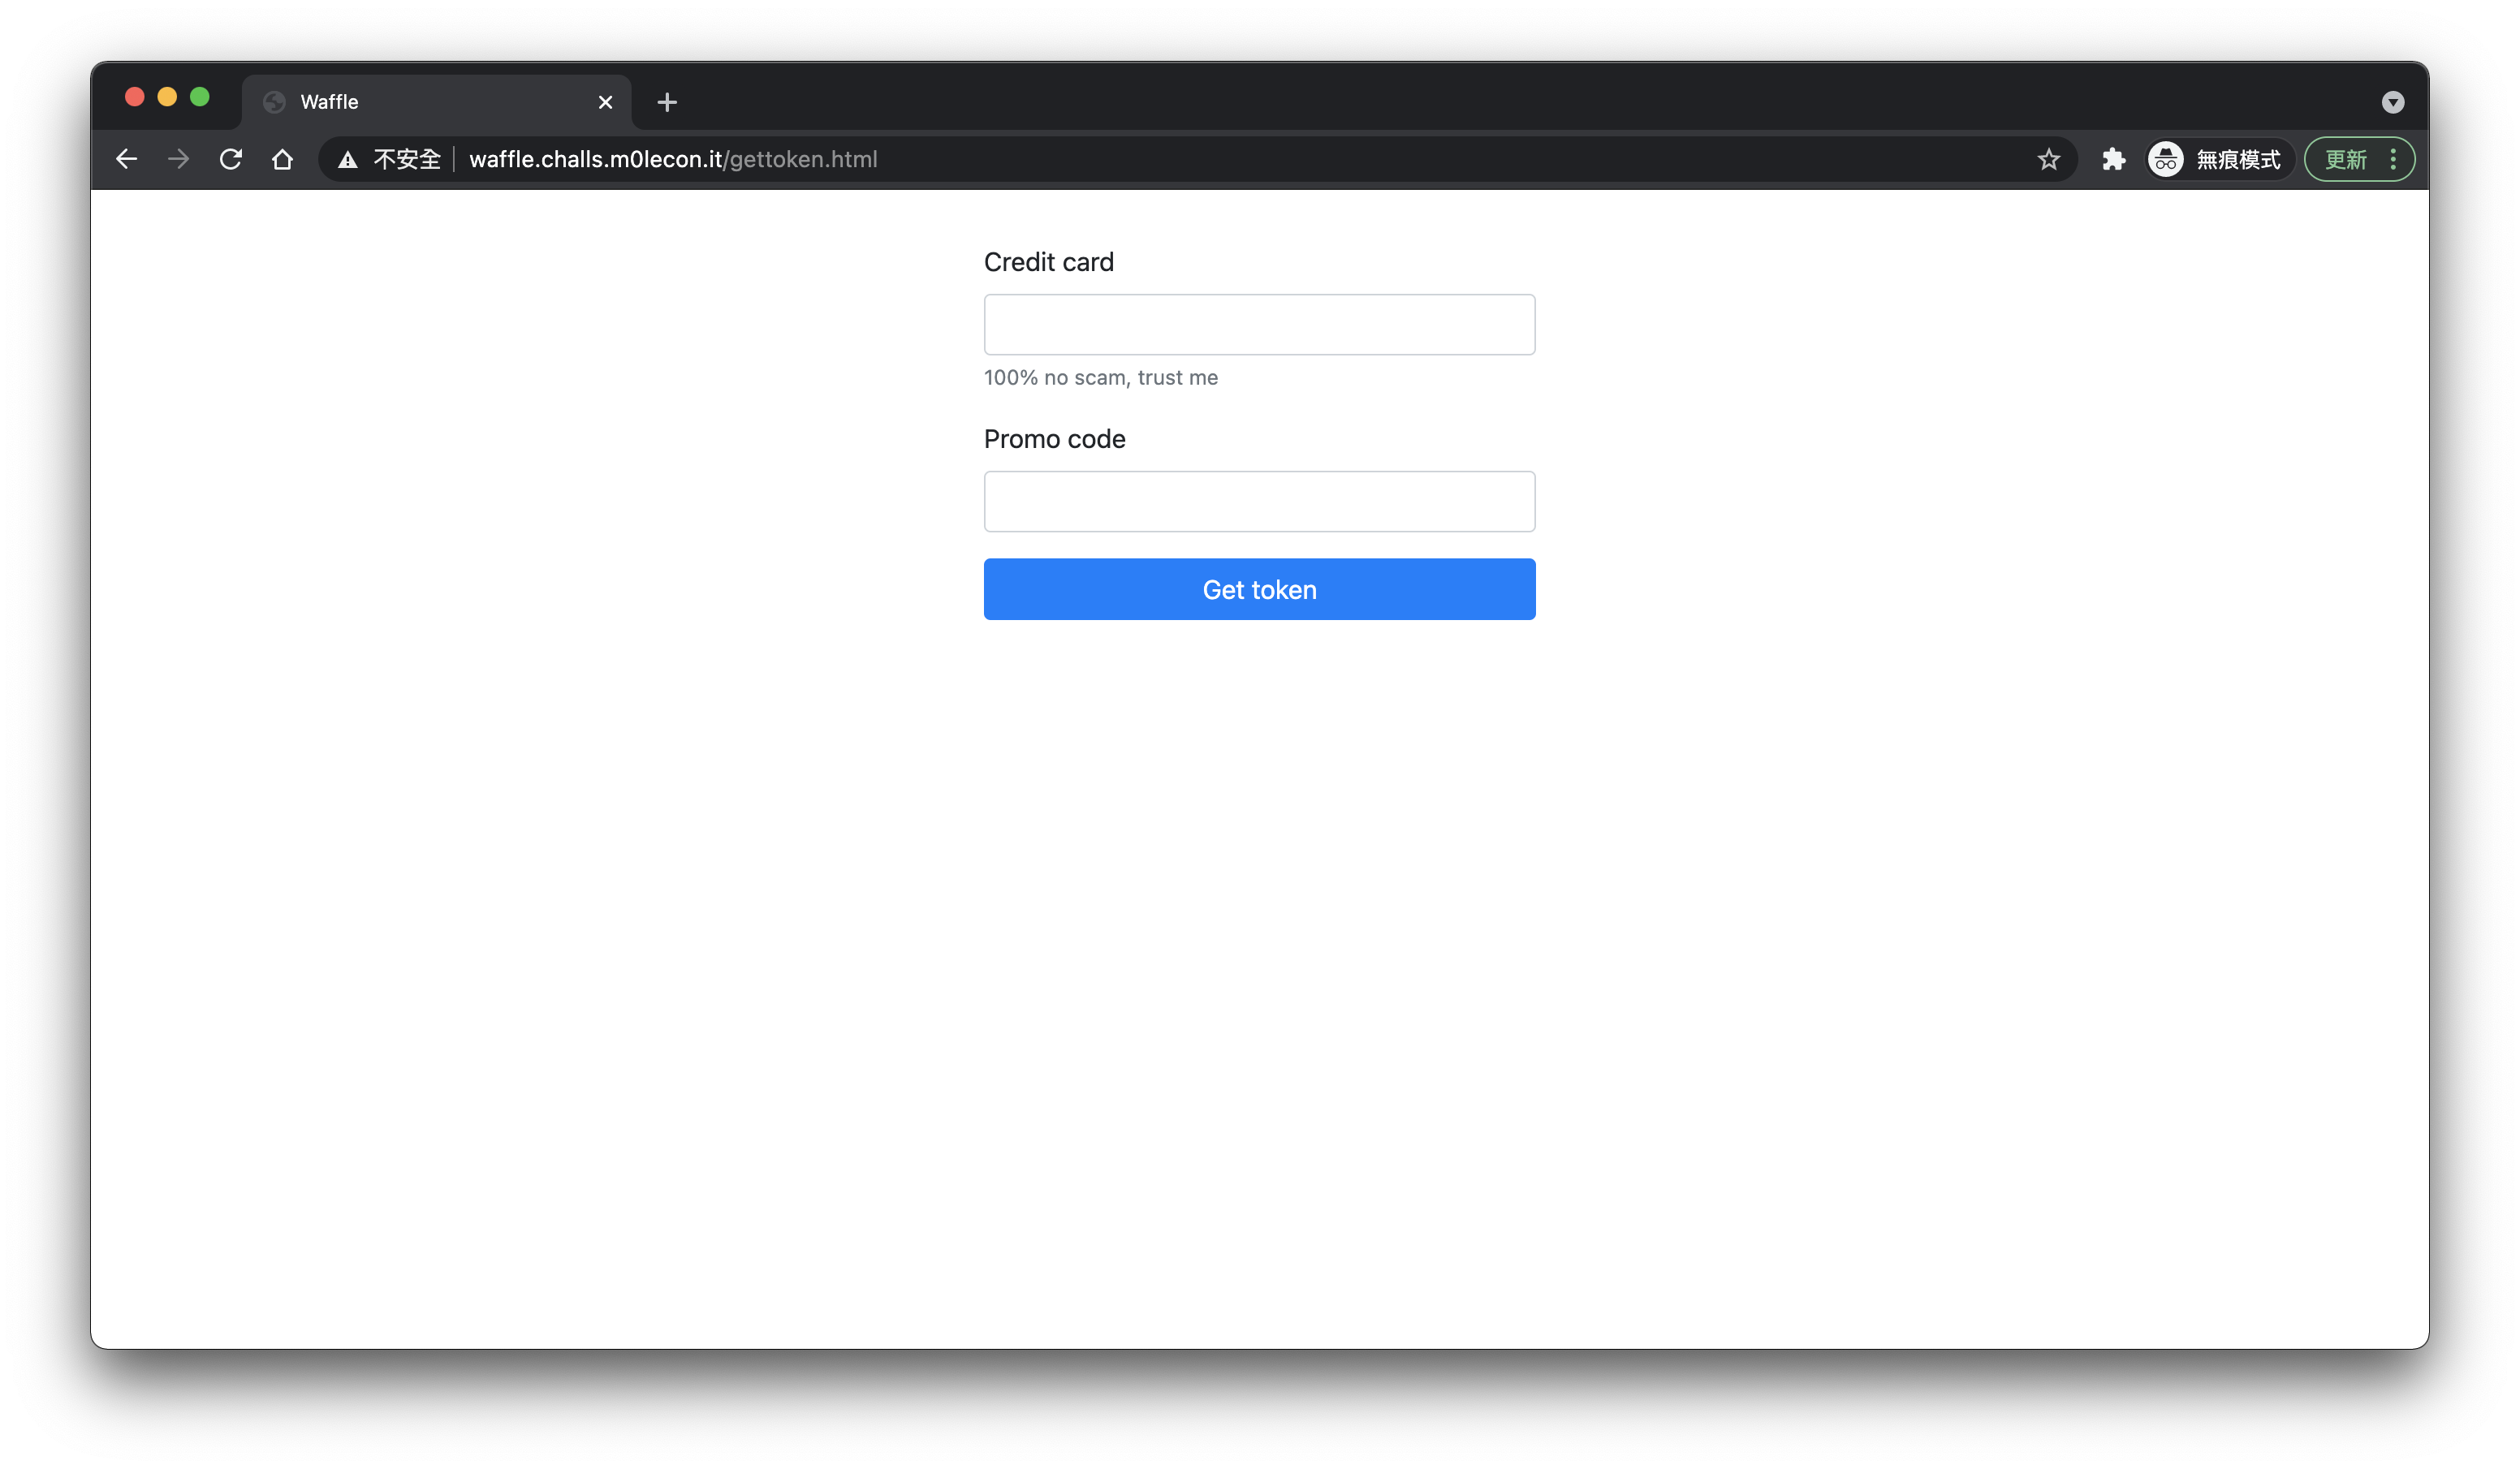 Waffle
不安全 waffle.challs.m0lecon.it/gettoken.html 無痕模式 更新
Credit card
100% no scam, trust me
Promo code
Get token